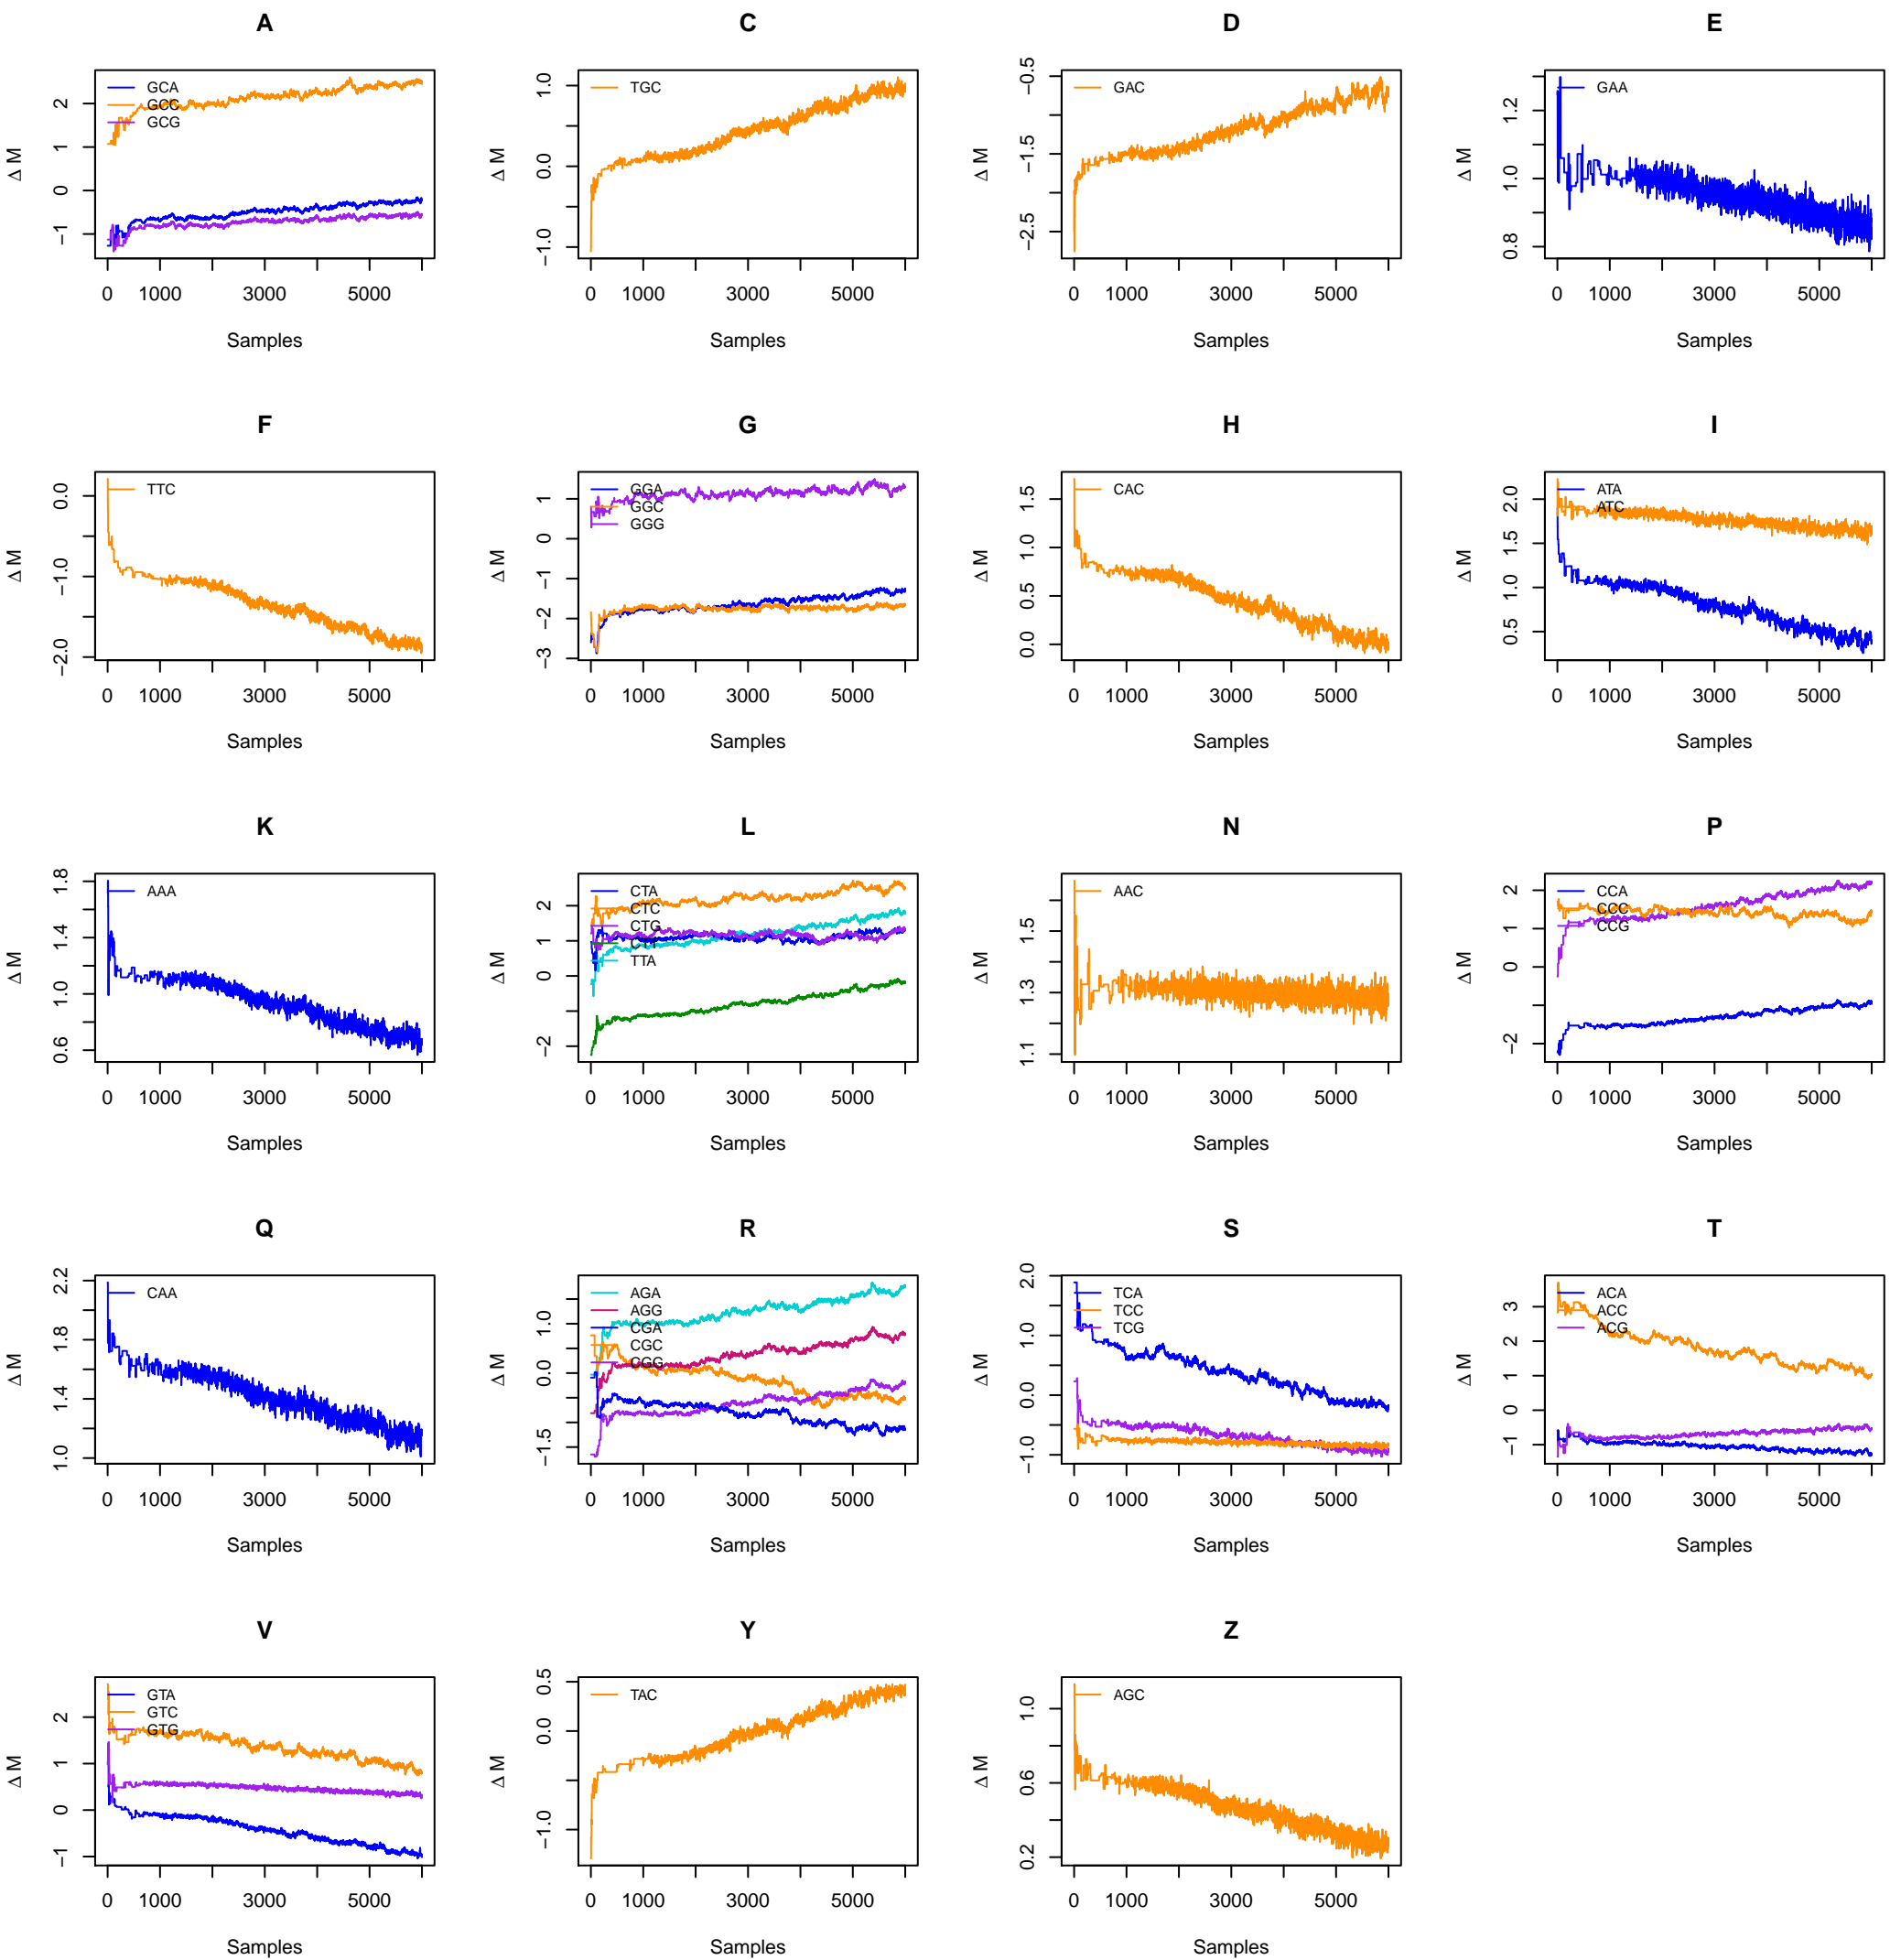 A
C
D
E
GCA
GCC
GCG
TGC
GAC
GAA
Δ M
Δ M
Δ M
Δ M
−1 0 1 2
−1.0 0.0 1.0
−2.5 −1.5 −0.5
0.8 1.0 1.2
0 1000 3000 5000
0 1000 3000 5000
0 1000 3000 5000
0 1000 3000 5000
Samples
Samples
Samples
Samples
F
G
H
I
TTC
GGA
GGC
GGG
CAC
ATA
ATC
Δ M
Δ M
Δ M
Δ M
−2.0 −1.0 0.0
−3 −2 −1 0 1
0.0 0.5 1.0 1.5
0.5 1.0 1.5 2.0
0 1000 3000 5000
0 1000 3000 5000
0 1000 3000 5000
0 1000 3000 5000
Samples
Samples
Samples
Samples
K
L
N
P
AAA
CTA
CTC
CTG
CTT
TTA
AAC
CCA
CCC
CCG
Δ M
Δ M
Δ M
Δ M
0.6 1.0 1.4 1.8
−2 0 1 2
1.1 1.3 1.5
−2 0 1 2
0 1000 3000 5000
0 1000 3000 5000
0 1000 3000 5000
0 1000 3000 5000
Samples
Samples
Samples
Samples
Q
R
S
T
CAA
AGA
AGG
CGA
CGC
CGG
TCA
TCC
TCG
ACA
ACC
ACG
Δ M
Δ M
Δ M
Δ M
1.0 1.4 1.8 2.2
−1.5 0.0 1.0
−1.0 0.0 1.0 2.0
−1 0 1 2 3
0 1000 3000 5000
0 1000 3000 5000
0 1000 3000 5000
0 1000 3000 5000
Samples
Samples
Samples
Samples
V
Y
Z
GTA
GTC
GTG
TAC
AGC
Δ M
Δ M
Δ M
−1 0 1 2
−1.0 0.0 0.5
0.2 0.6 1.0
0 1000 3000 5000
0 1000 3000 5000
0 1000 3000 5000
Samples
Samples
Samples